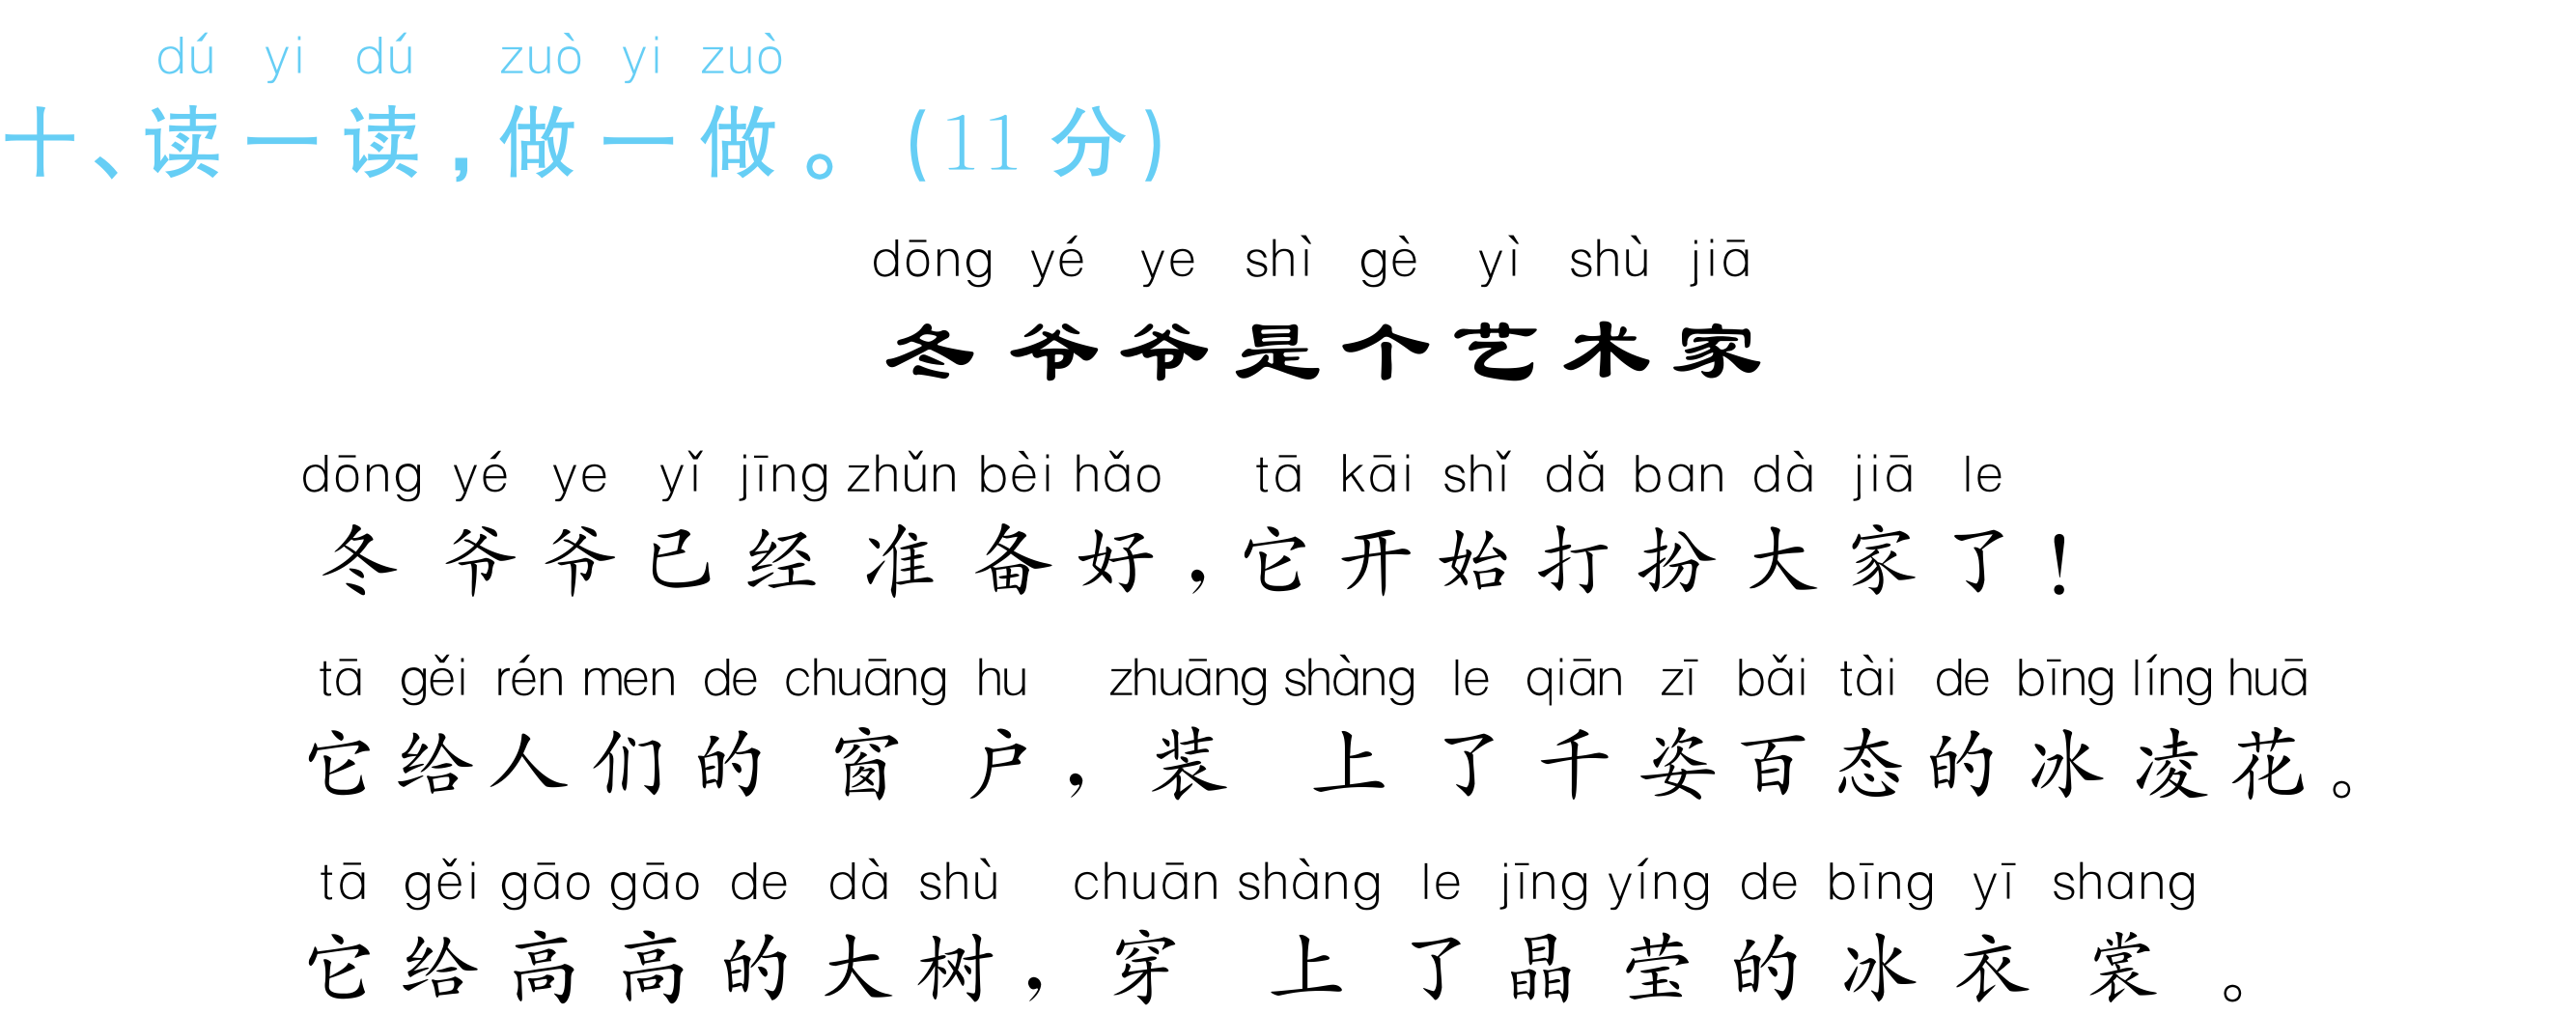 dú yi dú zuò yi zuò
十、读一读,做一做。(11 分)
dōng yé ye shì gè yì shù jiā
冬爷爷是个艺术家
dōng yé ye yǐ jīng zhǔn bèi hǎo tā kāi shǐ dǎ ban dà jiā le
冬爷爷已经准备好,它开始打扮大家了!
tā gěi rén men de chuāng hu zhuāng shàng le qiān zī bǎi tài de bīng líng huā
它给人们的窗户,装上了千姿百态的冰凌花。
tā gěi gāo gāo de dà shù chuān shàng le jīng yíng de bīng yī shang
它给高高的大树,穿上了晶莹的冰衣裳。